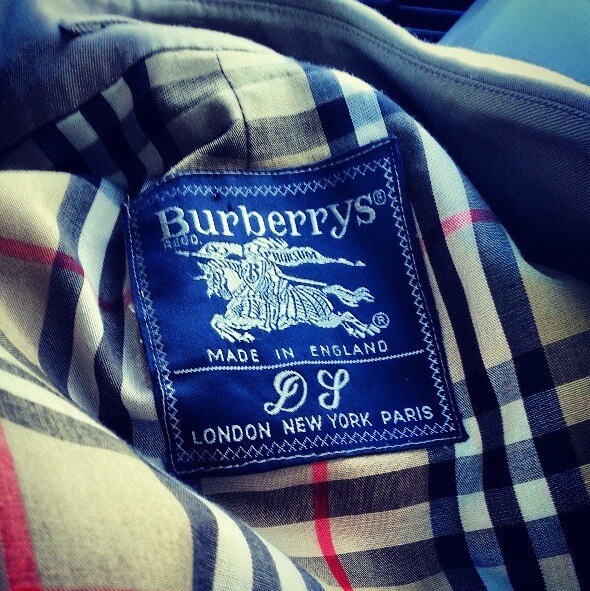 Burberrys®
REGD.
PRORSUM
®
MADE IN ENGLAND
D S
LONDON NEW YORK PARIS